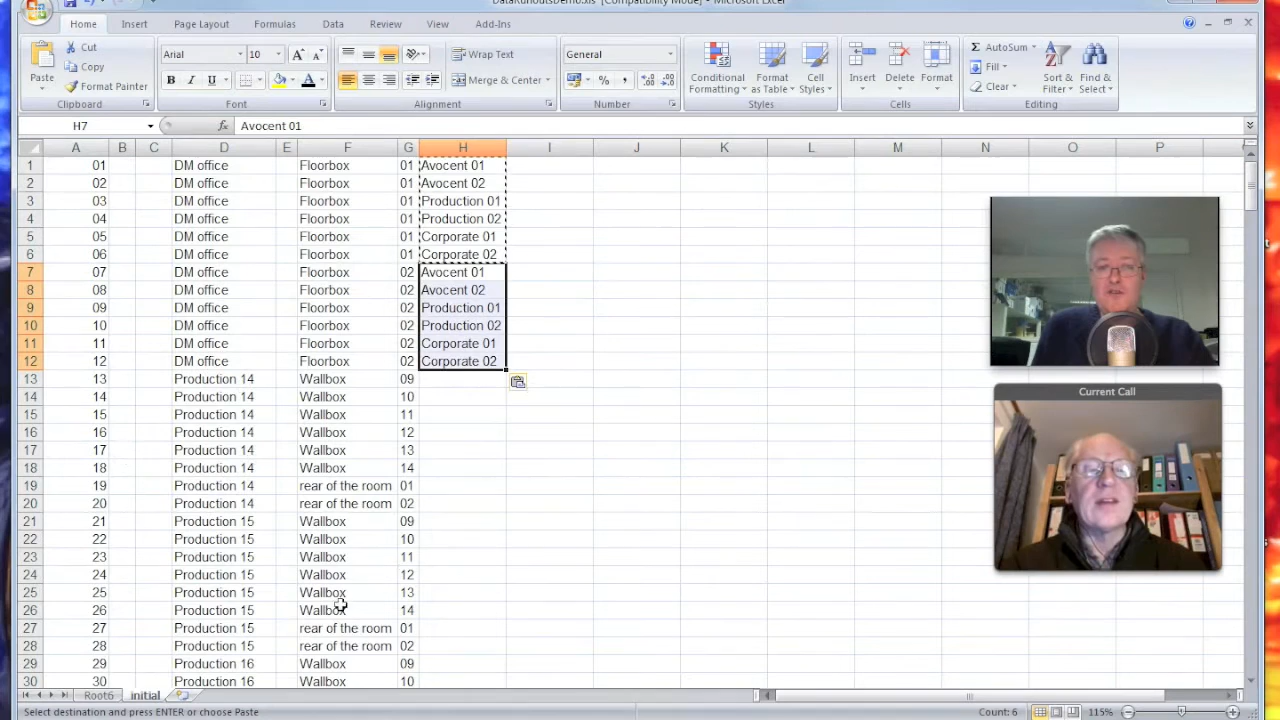 DataRunoutsDemo.xls [Compatibility Mode] - Microsoft Excel
Home Insert Page Layout Formulas Data Review View Add-Ins
Paste
Cut
Copy
Format Painter
Clipboard
Arial 10
B I U
Font
Wrap Text
Merge & Center
Alignment
General
Number
Conditional Formatting
Format as Table
Cell Styles
Styles
Insert Delete Format
Cells
AutoSum
Fill
Clear
Sort & Filter
Find & Select
Editing
H7 fx Avocent 01
A B C D E F G H I J K L M N O P
1 01 DM office Floorbox 01 Avocent 01
2 02 DM office Floorbox 01 Avocent 02
3 03 DM office Floorbox 01 Production 01
4 04 DM office Floorbox 01 Production 02
5 05 DM office Floorbox 01 Corporate 01
6 06 DM office Floorbox 01 Corporate 02
7 07 DM office Floorbox 02 Avocent 01
8 08 DM office Floorbox 02 Avocent 02
9 09 DM office Floorbox 02 Production 01
10 10 DM office Floorbox 02 Production 02
11 11 DM office Floorbox 02 Corporate 01
12 12 DM office Floorbox 02 Corporate 02
13 13 Production 14 Wallbox 09
14 14 Production 14 Wallbox 10
15 15 Production 14 Wallbox 11
16 16 Production 14 Wallbox 12
17 17 Production 14 Wallbox 13
18 18 Production 14 Wallbox 14
19 19 Production 14 rear of the room 01
20 20 Production 14 rear of the room 02
21 21 Production 15 Wallbox 09
22 22 Production 15 Wallbox 10
23 23 Production 15 Wallbox 11
24 24 Production 15 Wallbox 12
25 25 Production 15 Wallbox 13
26 26 Production 15 Wallbox 14
27 27 Production 15 rear of the room 01
28 28 Production 15 rear of the room 02
29 29 Production 16 Wallbox 09
30 30 Production 16 Wallbox 10
Current Call
Root6 initial
Select destination and press ENTER or choose Paste
Count: 6
115%